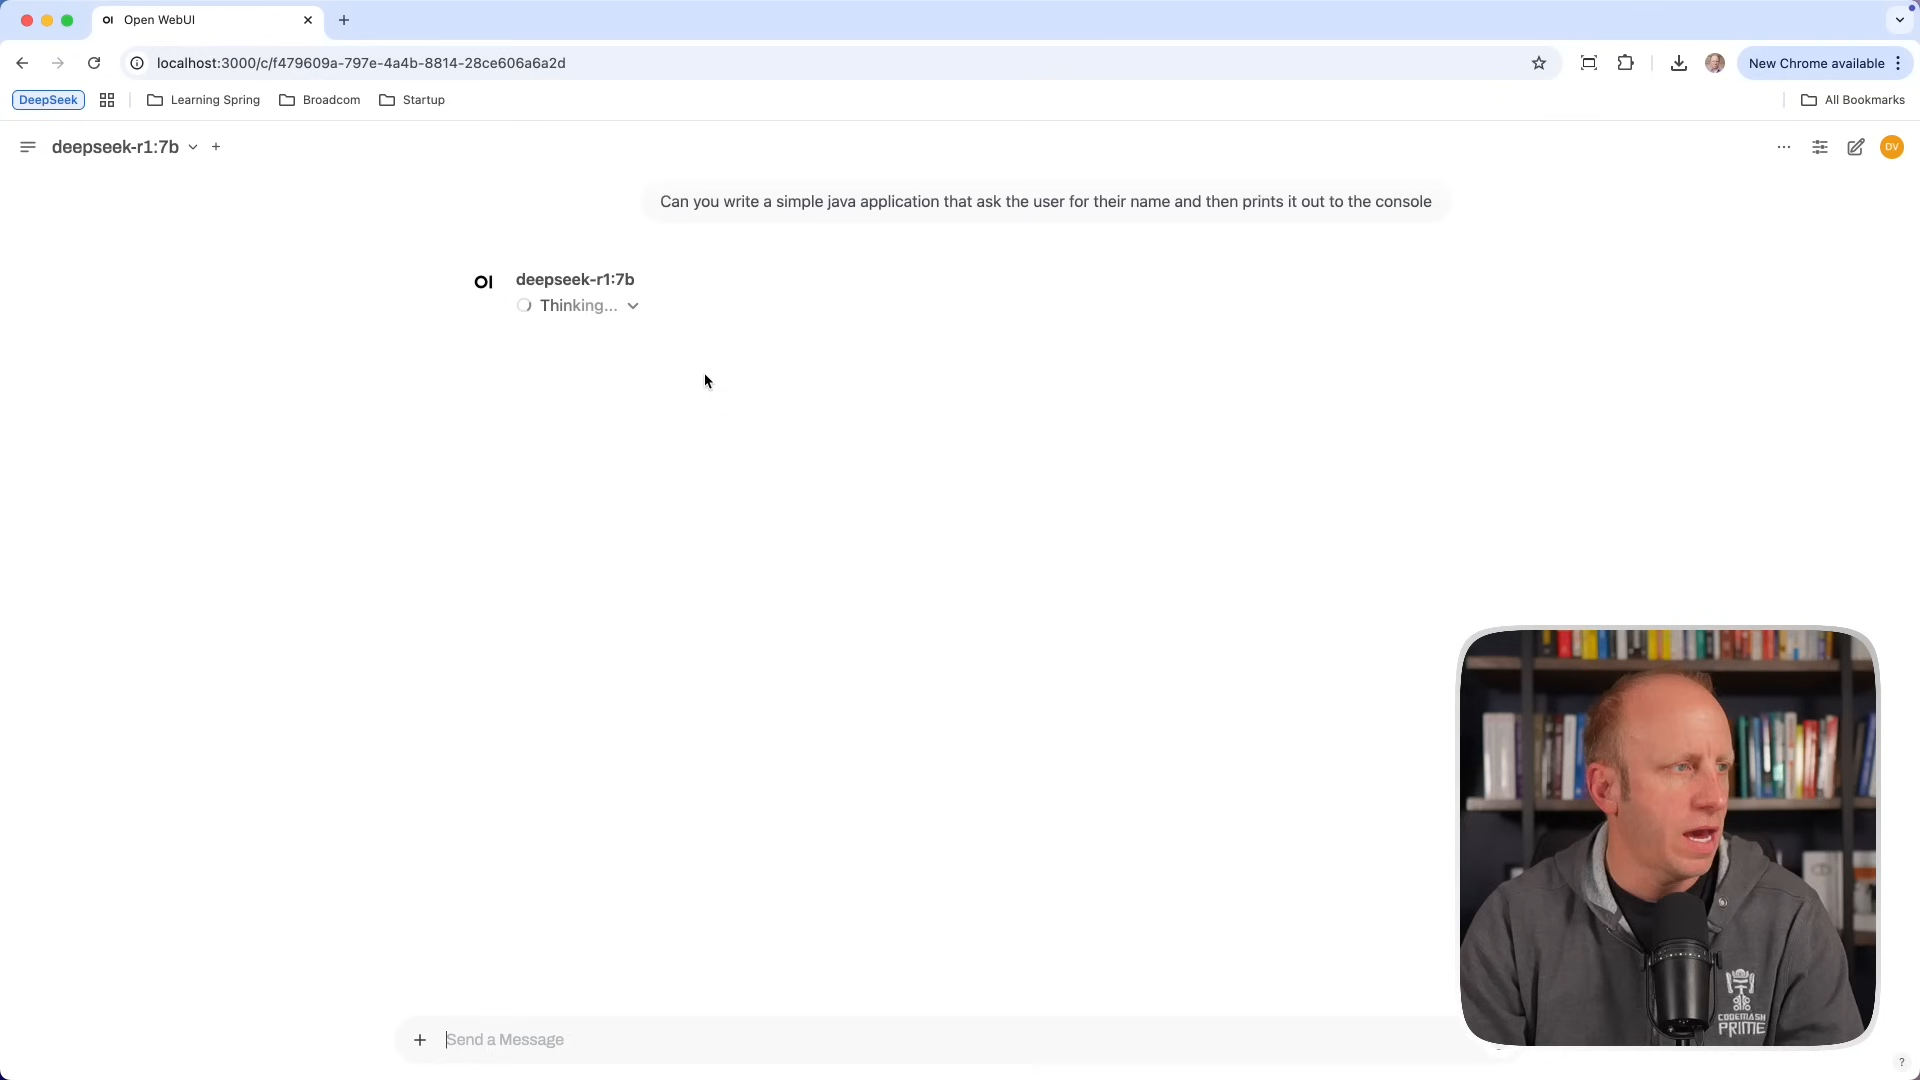 OI Open WebUI
localhost:3000/c/f479609a-797e-4a4b-8814-28ce606a6a2d
New Chrome available
DeepSeek
Learning Spring
Broadcom
Startup
All Bookmarks
deepseek-r1:7b
DV
Can you write a simple java application that ask the user for their name and then prints it out to the console
OI
deepseek-r1:7b
Thinking...
Send a Message
CODEMASH
PRIME
?